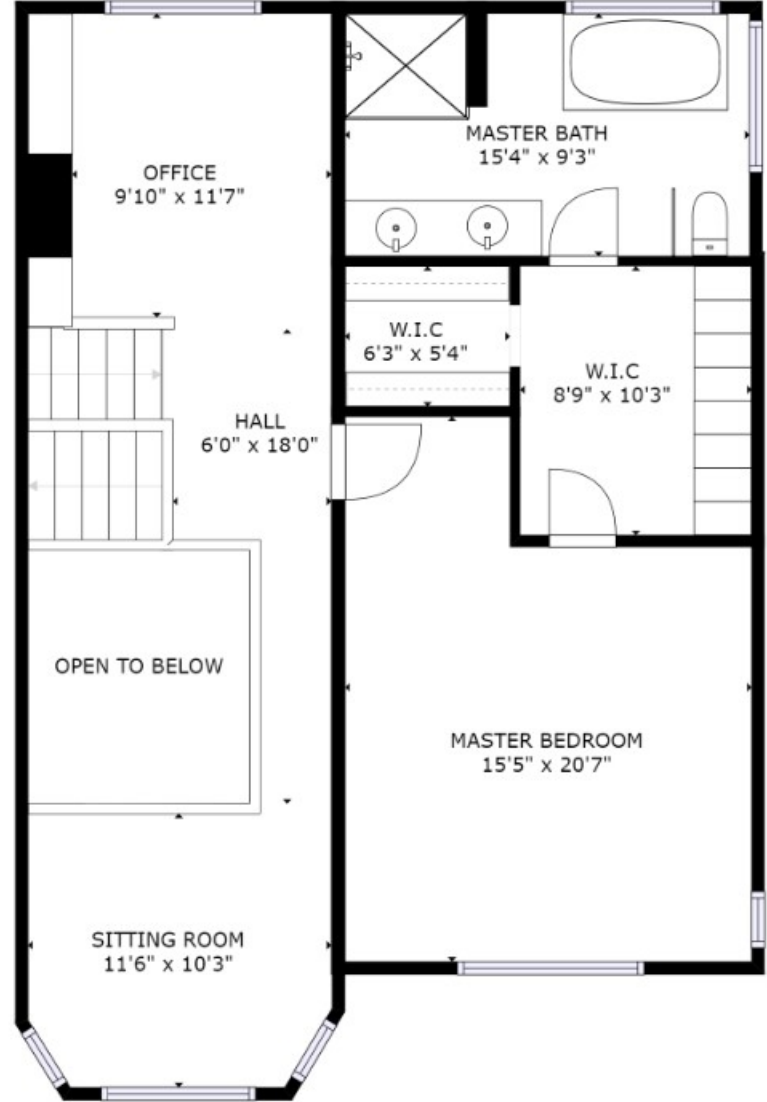 OFFICE
9'10" x 11'7"
MASTER BATH
15'4" x 9'3"
W.I.C
6'3" x 5'4"
W.I.C
8'9" x 10'3"
HALL
6'0" x 18'0"
OPEN TO BELOW
MASTER BEDROOM
15'5" x 20'7"
SITTING ROOM
11'6" x 10'3"